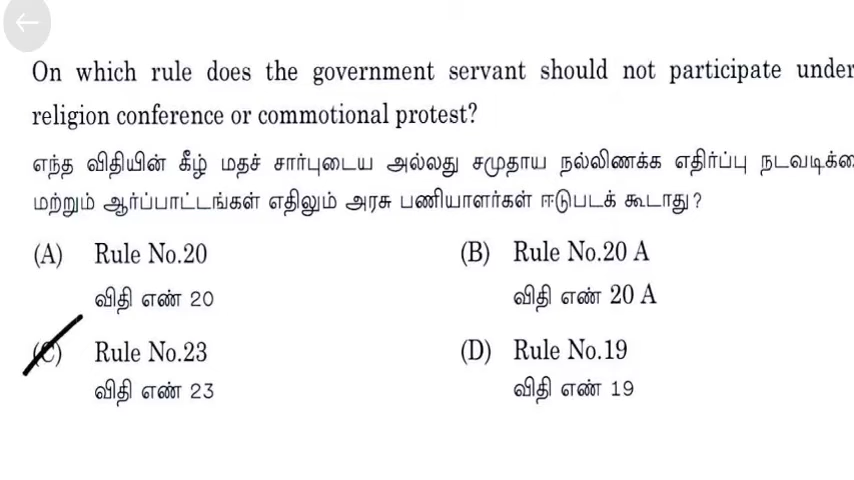 On which rule does the government servant should not participate under
religion conference or commotional protest?
எந்த விதியின் கீழ் மதச் சார்புடைய அல்லது சமுதாய நல்லிணக்க எதிர்ப்பு
மற்றும் ஆர்ப்பாட்டங்கள் எதிலும் அரசு பணியாளர்கள் ஈடுபடக் கூடாது?
(A) Rule No.20
விதி எண் 20
(B) Rule No.20 A
விதி எண் 20 A
(C) Rule No.23
விதி எண் 23
(D) Rule No.19
விதி எண் 19